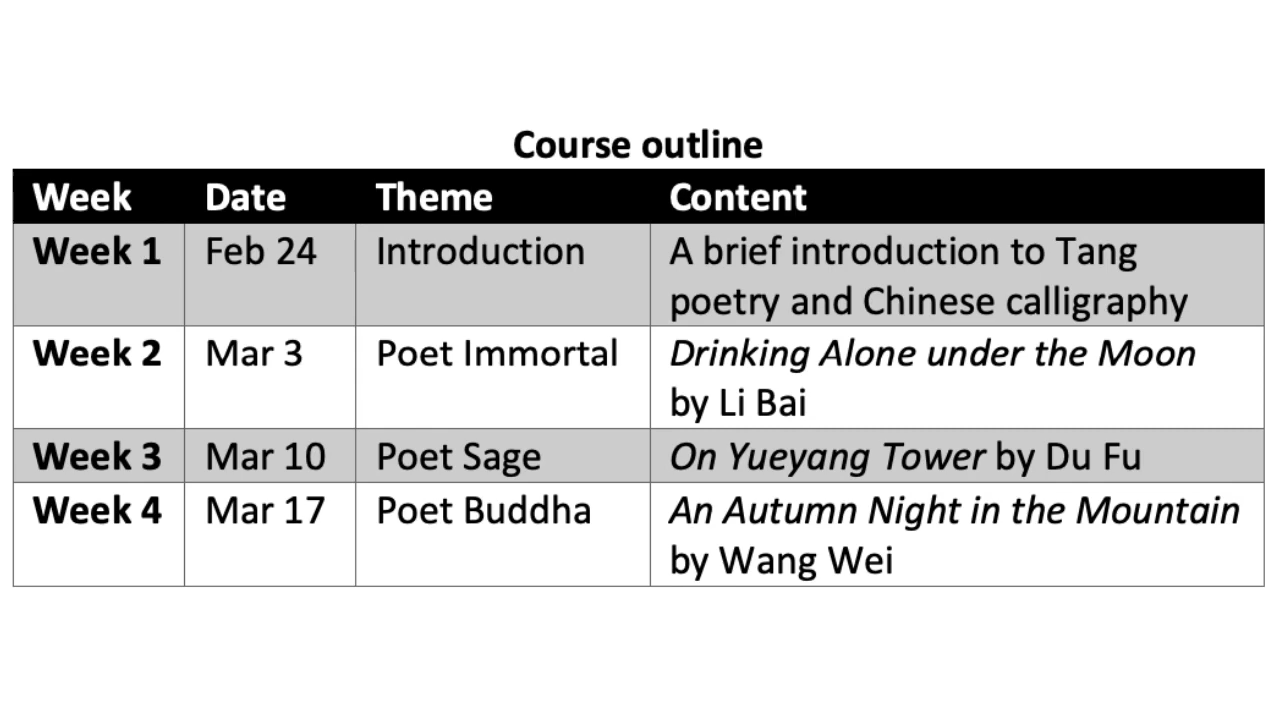 Course outline
Week Date Theme Content
Week 1 Feb 24 Introduction A brief introduction to Tang
poetry and Chinese calligraphy
Week 2 Mar 3 Poet Immortal Drinking Alone under the Moon
by Li Bai
Week 3 Mar 10 Poet Sage On Yueyang Tower by Du Fu
Week 4 Mar 17 Poet Buddha An Autumn Night in the Mountain
by Wang Wei